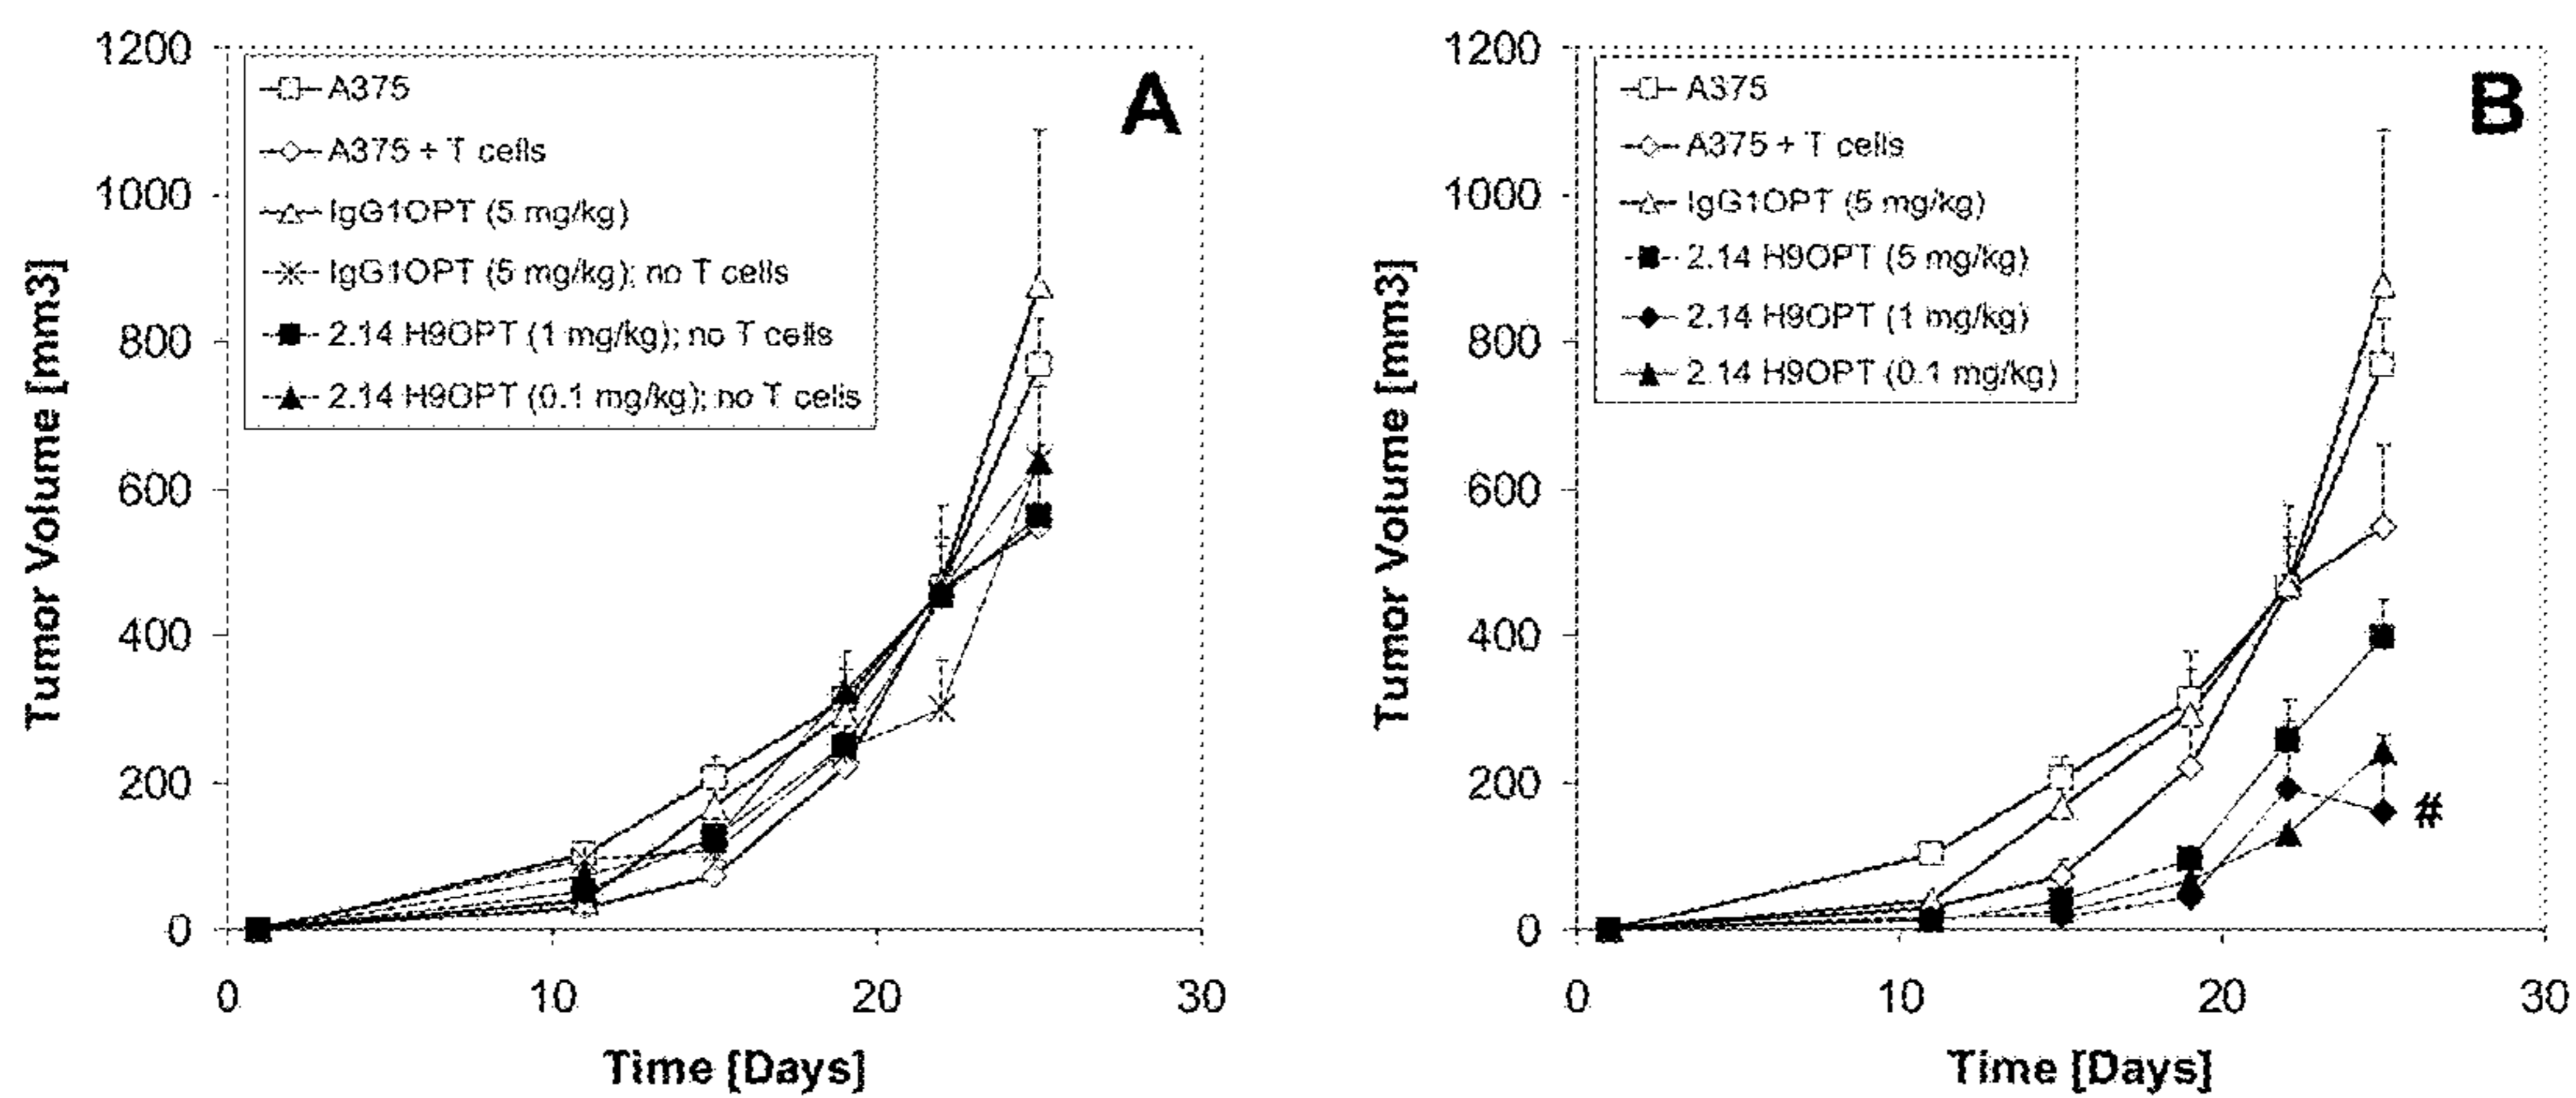 A
Tumor Volume [mm3]
1200
1000
800
600
400
200
0
A375
A375 + T cells
IgG1OPT (5 mg/kg)
IgG1OPT (5 mg/kg); no T cells
2.14 H9OPT (1 mg/kg); no T cells
2.14 H9OPT (0.1 mg/kg); no T cells
0 10 20 30
Time [Days]
B
Tumor Volume [mm3]
1200
1000
800
600
400
200
0
A375
A375 + T cells
IgG1OPT (5 mg/kg)
2.14 H9OPT (5 mg/kg)
2.14 H9OPT (1 mg/kg)
2.14 H9OPT (0.1 mg/kg)
#
0 10 20 30
Time [Days]